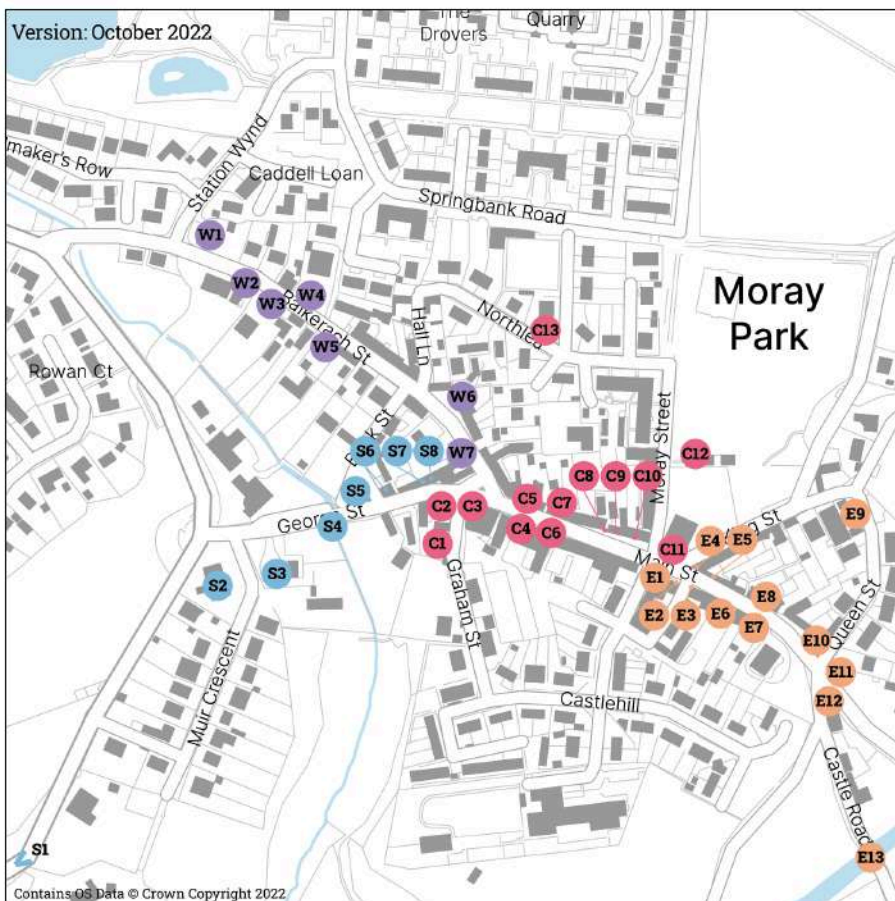 Version: October 2022
The
Drovers
Quarry
Station Wynd
Caddell Loan
Springbank Road
W1
W2
W3
W4
Balkerach St
W5
Hall Ln
C13
Moray
Park
Rowan Ct
W6
W7
S6
S7
S8
S5
George St
S4
C8
C9
C10
Moray Street
C12
C2
C3
C5
C7
C4
C6
C1
C11
Main St
E4
E5
E9
E1
S2
S3
Graham St
E2
E3
E6
E7
E8
Queen St
E10
E11
E12
Muir Crescent
Castlehill
Castle Road
S1
E13
Contains OS Data © Crown Copyright 2022